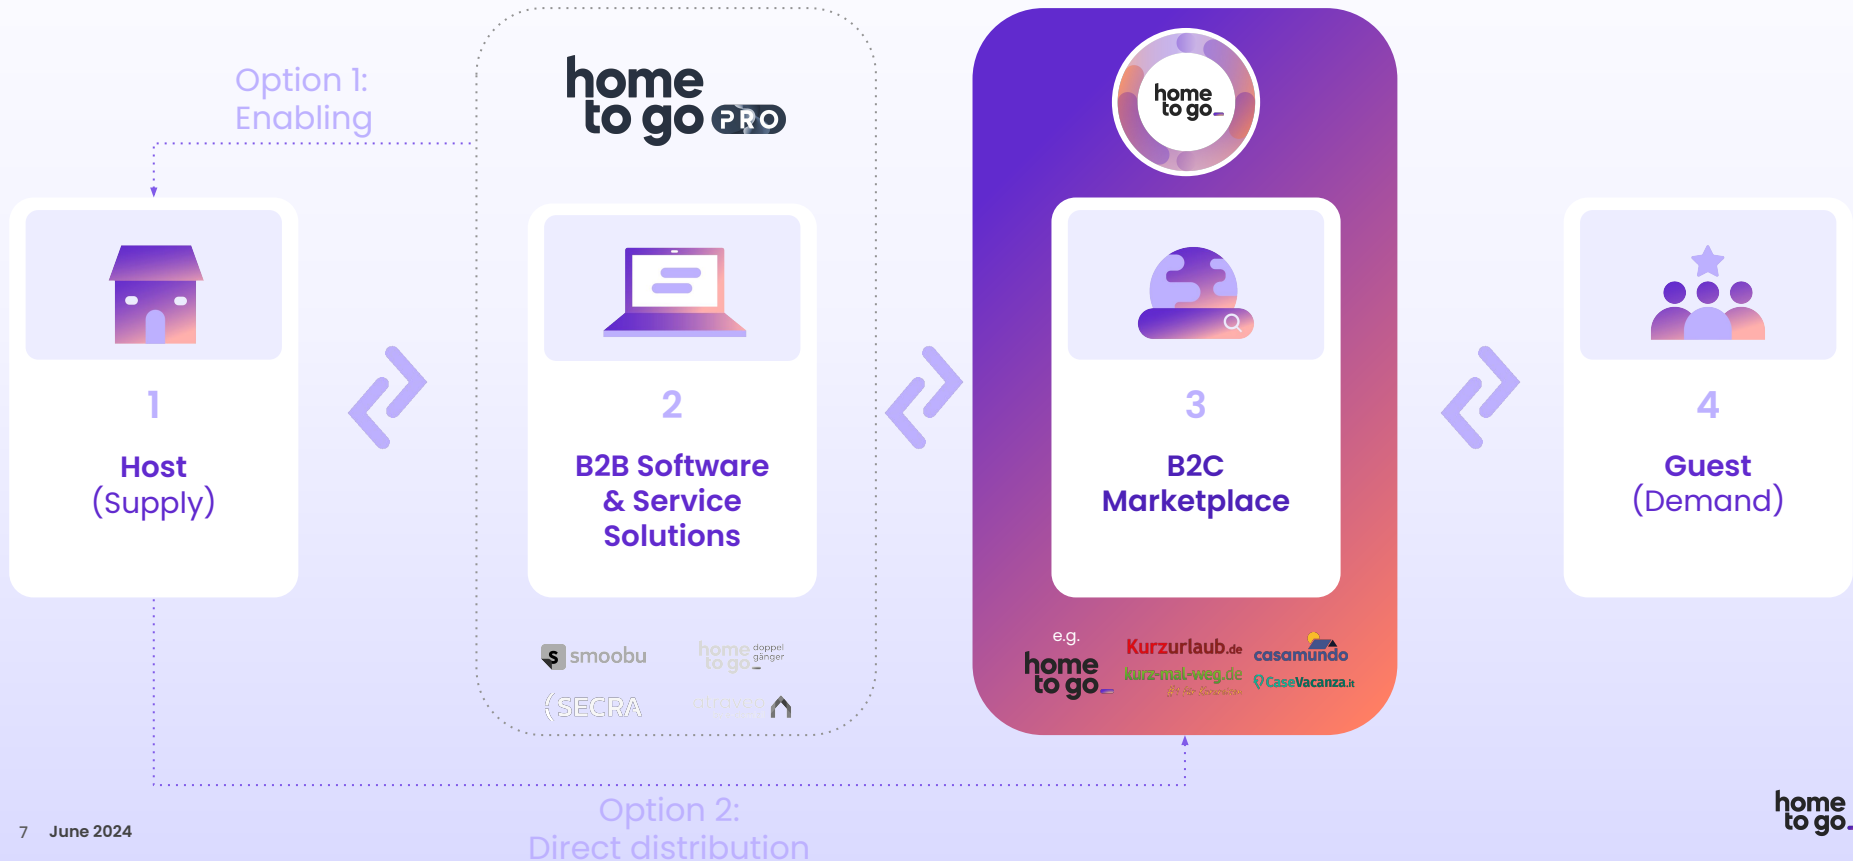 Option 1:
Enabling
home
to go PRO
home
to go
1
Host
(Supply)
2
B2B Software
& Service
Solutions
3
B2C
Marketplace
4
Guest
(Demand)
smoobu
home
to go
doppel
gänger
SECRA
e.g.
home
to go
Kurzurlaub.de
kurz-mal-weg.de
casamundo
CaseVacanza.it
Option 2:
Direct distribution
7 June 2024
home
to go